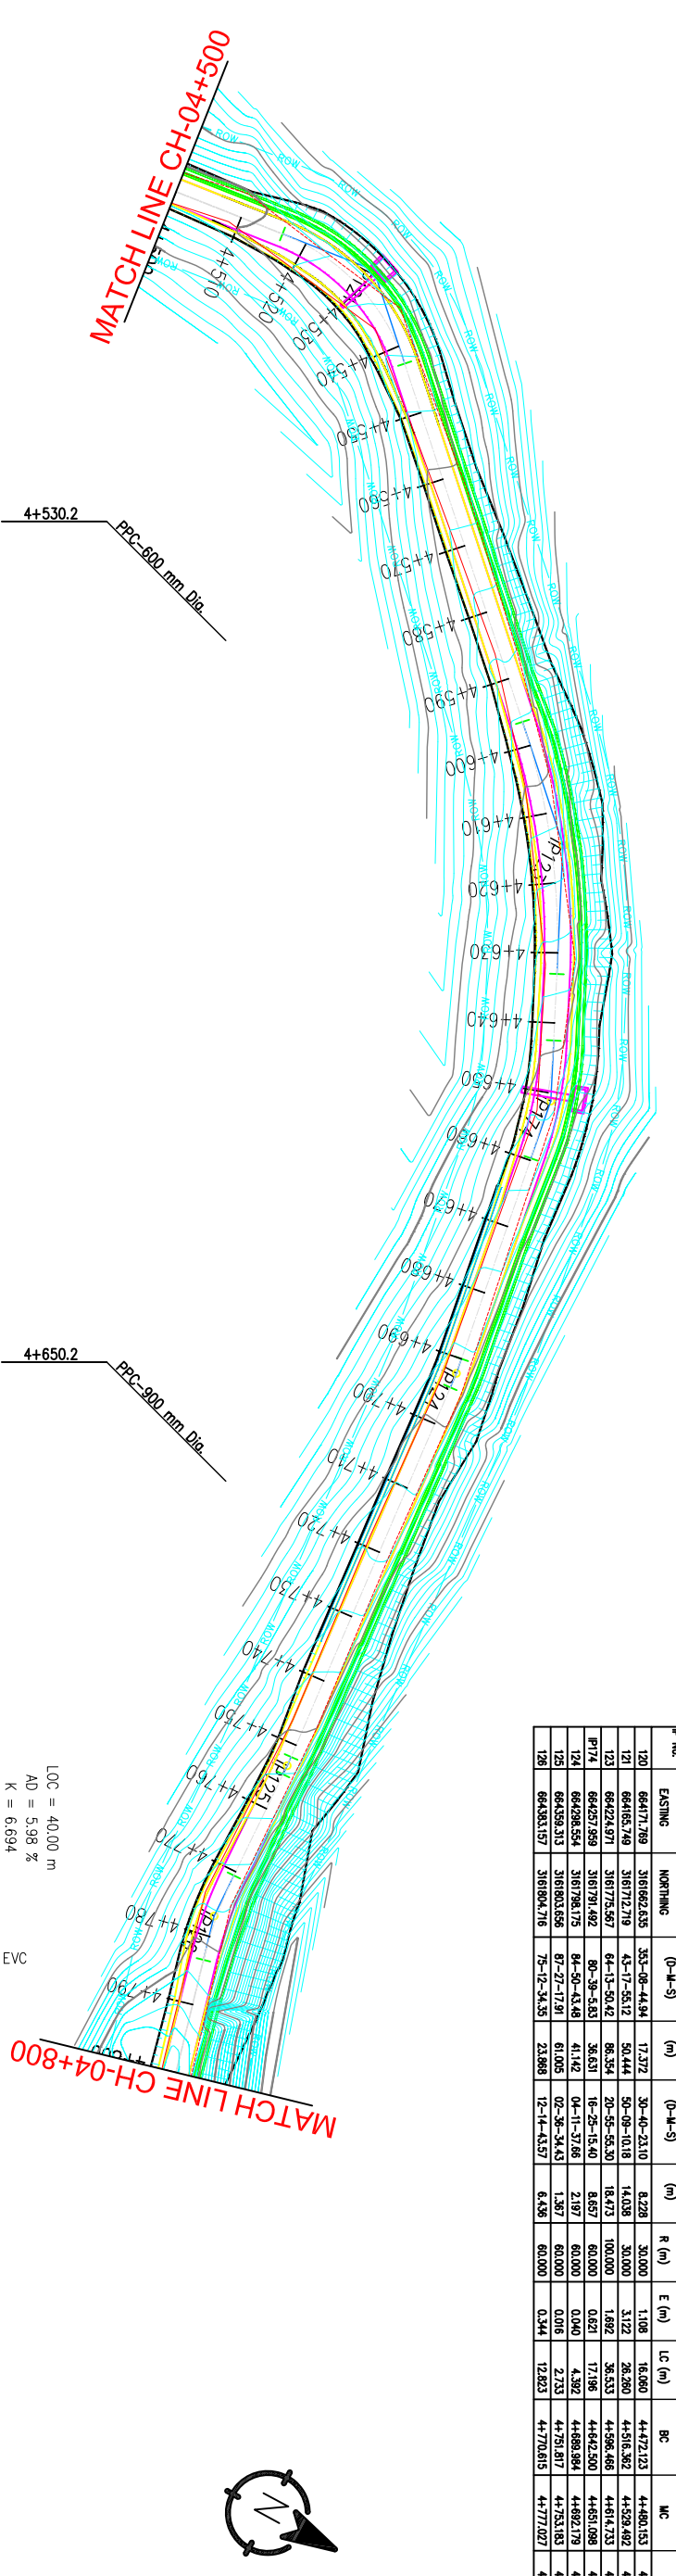 MATCH LINE CH-04+500
4+510
4+520
4+530
4+540
4+550
4+560
4+570
4+580
4+590
4+600
4+610
4+620
4+630
4+640
4+650
IP174
4+660
4+670
4+680
4+690
IP124
4+700
4+710
4+720
4+730
4+740
4+750
IP125
4+760
4+770
4+780
4+790
MATCH LINE CH-04+800
ROW
4+530.2
PPC-600 mm Dia.
4+650.2
PPC-900 mm Dia.
LOC = 40.00 m
AD = 5.98 %
K = 6.694
EVC
EASTING NORTHING (D-M-S) (m) (D-M-S) (m) R (m) E (m) LC (m) BC MC
120 664171.769 3161662.635 353-08-44.94 17.372 30-40-23.10 8.228 30.000 1.108 16.060 4+472.123 4+480.153 4
121 664165.749 3161712.719 43-17-55.12 50.444 50-09-10.18 14.038 30.000 3.122 26.260 4+516.362 4+529.492 4
123 664224.971 3161775.567 64-13-50.42 86.354 20-55-55.30 18.473 100.000 1.692 36.533 4+596.466 4+614.733 4
IP174 664257.959 3161791.492 80-39-5.83 36.631 16-25-15.40 8.657 60.000 0.621 17.196 4+642.500 4+651.098 4
124 664298.554 3161798.175 84-50-43.48 41.142 04-11-37.66 2.197 60.000 0.040 4.392 4+689.984 4+692.179 4
125 664359.313 3161803.656 87-27-17.91 61.005 02-36-34.43 1.367 60.000 0.016 2.733 4+751.817 4+753.183 4
126 664383.157 3161804.716 75-12-34.35 23.868 12-14-43.57 6.436 60.000 0.344 12.823 4+770.615 4+777.027 4
N